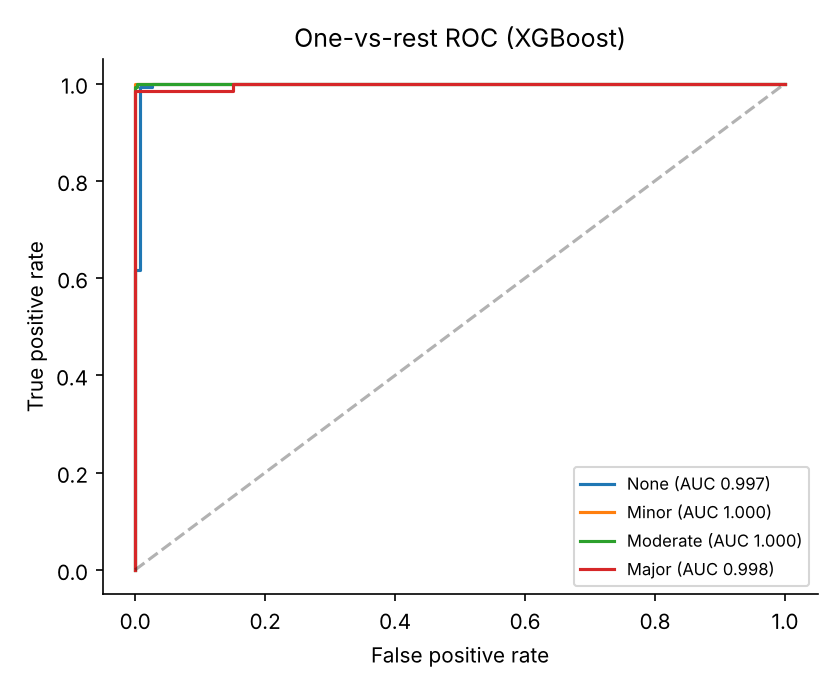 One-vs-rest ROC (XGBoost)
True positive rate
1.0
0.8
0.6
0.4
0.2
0.0
None (AUC 0.997)
Minor (AUC 1.000)
Moderate (AUC 1.000)
Major (AUC 0.998)
0.0 0.2 0.4 0.6 0.8 1.0
False positive rate